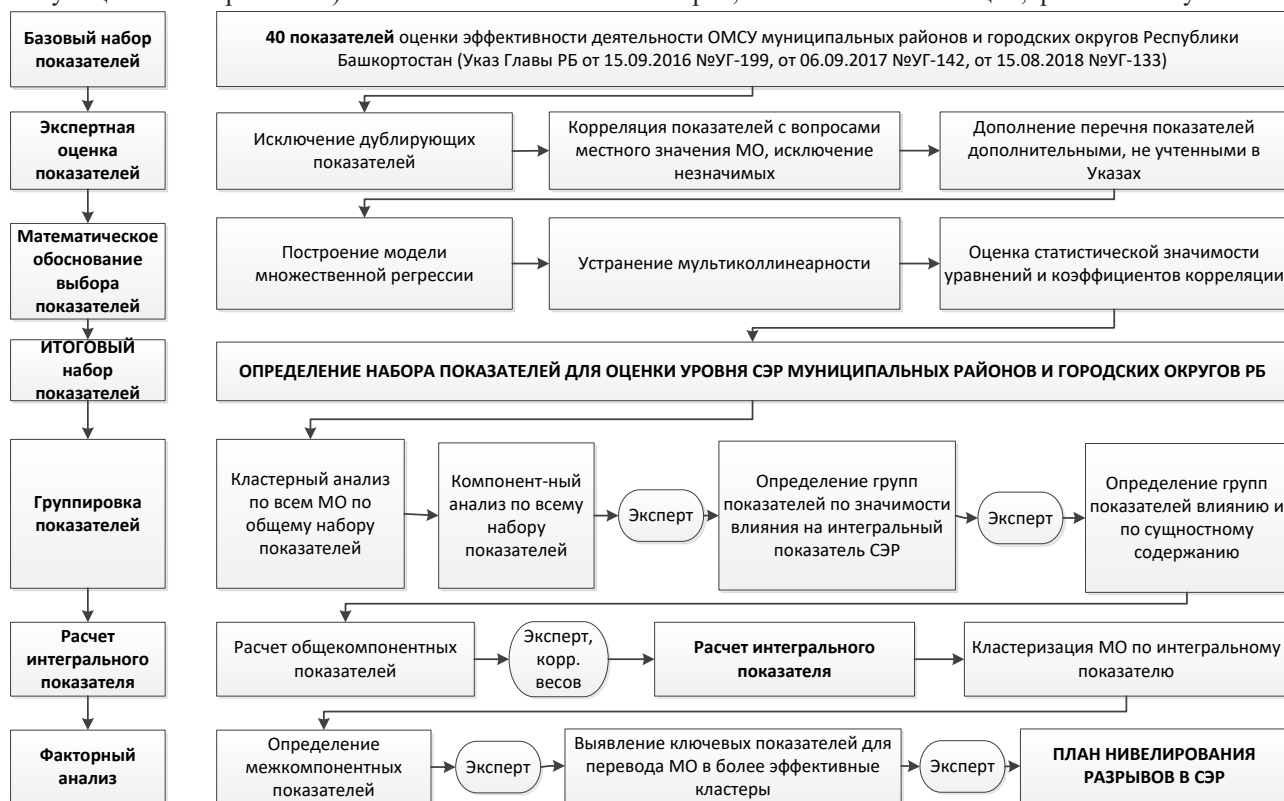 Базовый набор
показателей
40 показателей оценки эффективности деятельности ОМСУ муниципальных районов и городских округов Республики
Башкортостан (Указ Главы РБ от 15.09.2016 №УГ-199, от 06.09.2017 №УГ-142, от 15.08.2018 №УГ-133)
Экспертная
оценка
показателей
Исключение дублирующих
показателей
Корреляция показателей с вопросами
местного значения МО, исключение
незначимых
Дополнение перечня показателей
дополнительными, не учтенными в
Указах
Математическое
обоснование
выбора
показателей
Построение модели
множественной регрессии
Устранение мультиколлинеарности
Оценка статистической значимости
уравнений и коэффициентов корреляции
ИТОГОВЫЙ
набор
показателей
ОПРЕДЕЛЕНИЕ НАБОРА ПОКАЗАТЕЛЕЙ ДЛЯ ОЦЕНКИ УРОВНЯ СЭР МУНИЦИПАЛЬНЫХ РАЙОНОВ И ГОРОДСКИХ ОКРУГОВ РБ
Группировка
показателей
Кластерный анализ
по всем МО по
общему набору
показателей
Компонент-ный
анализ по всему
набору
показателей
Эксперт
Определение групп
показателей по значимости
влияния на интегральный
показатель СЭР
Эксперт
Определение групп
показателей влиянию и
по сущностному
содержанию
Расчет
интегрального
показателя
Расчет общекомпонентных
показателей
Эксперт,
корр.
весов
Расчет интегрального
показателя
Кластеризация МО по интегральному
показателю
Факторный
анализ
Определение
межкомпонентных
показателей
Эксперт
Выявление ключевых показателей для
перевода МО в более эффективные
кластеры
Эксперт
ПЛАН НИВЕЛИРОВАНИЯ
РАЗРЫВОВ В СЭР